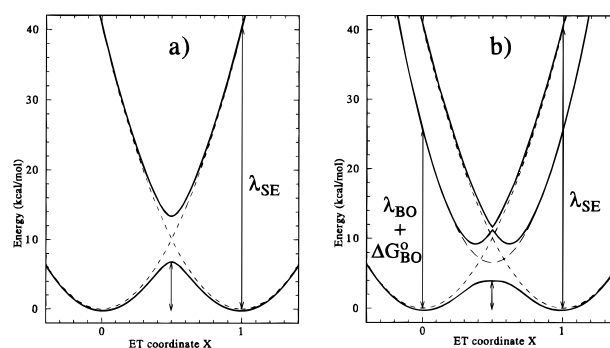 a)
40
30
20
10
0
Energy (kcal/mol)
λSE
0
1
ET coordinate X
b)
40
30
20
10
0
Energy (kcal/mol)
λBO
+
ΔG°BO
λSE
0
1
ET coordinate X